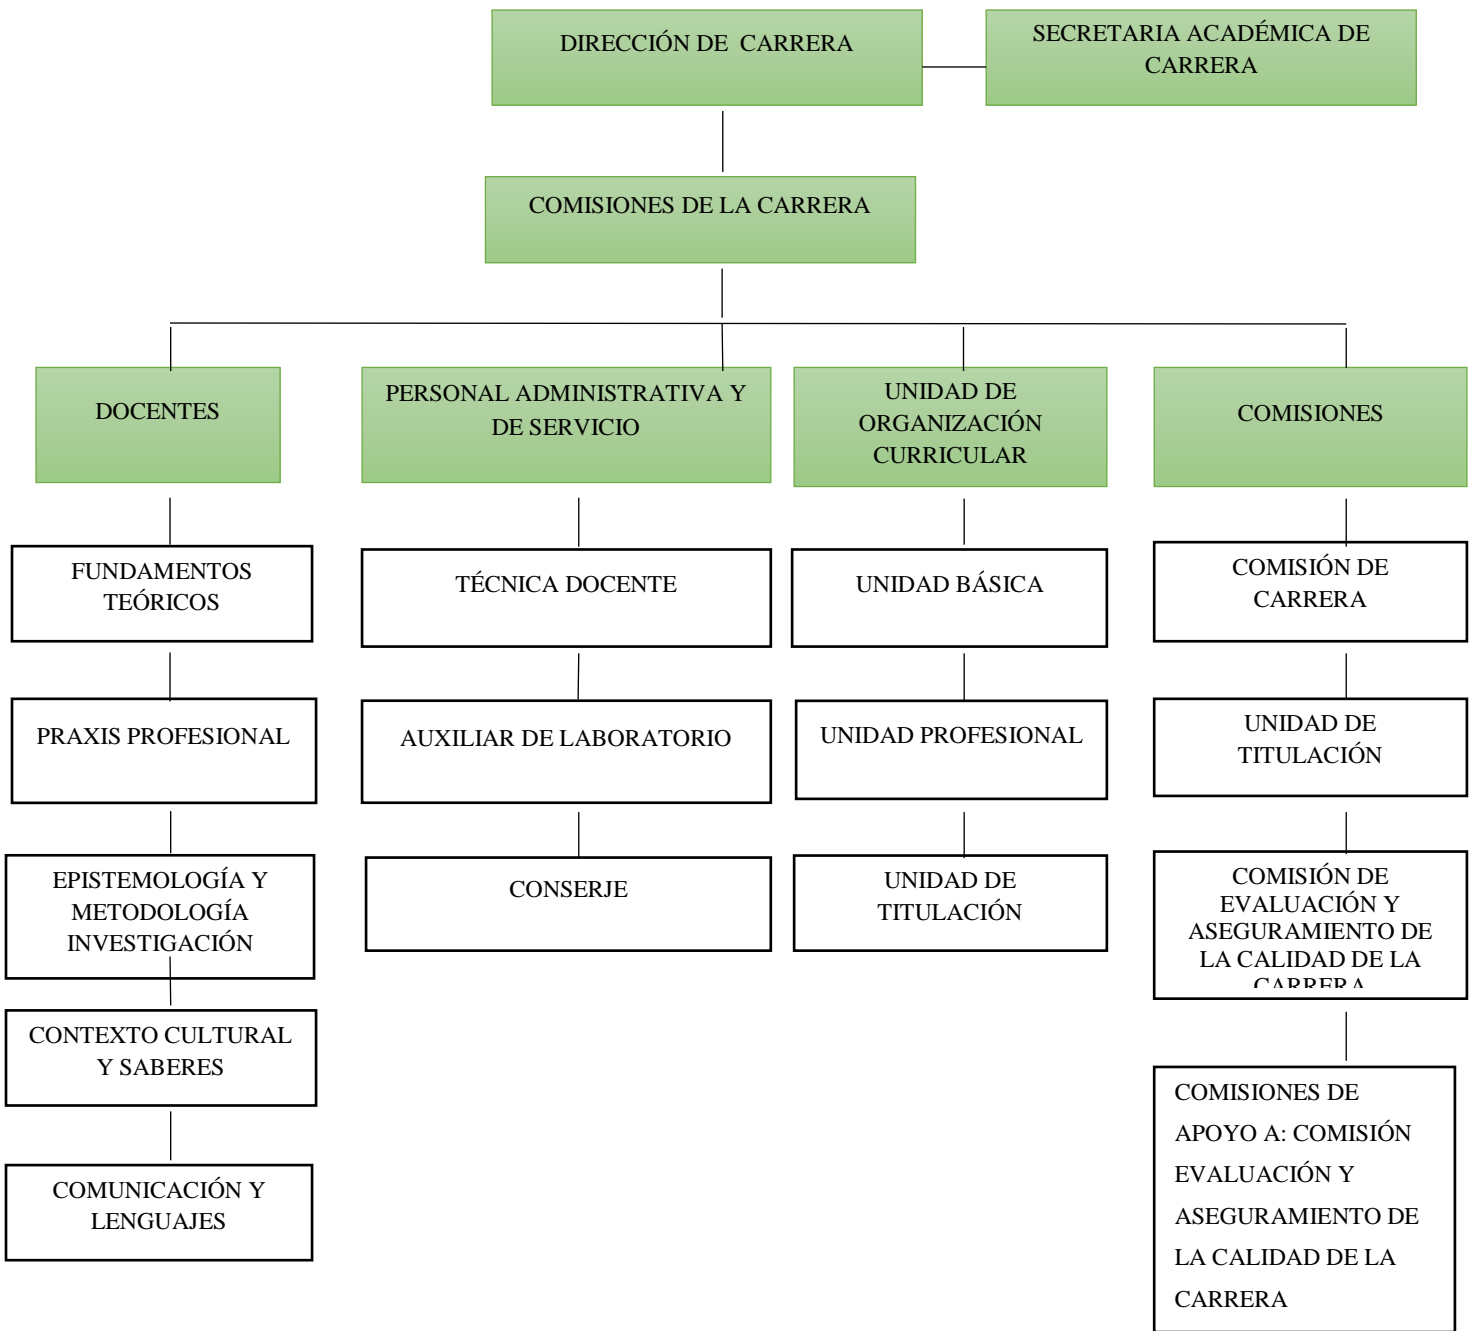 DIRECCIÓN DE CARRERA
SECRETARIA ACADÉMICA DE
CARRERA
COMISIONES DE LA CARRERA
DOCENTES
PERSONAL ADMINISTRATIVA Y
DE SERVICIO
UNIDAD DE
ORGANIZACIÓN
CURRICULAR
COMISIONES
FUNDAMENTOS
TEÓRICOS
TÉCNICA DOCENTE
UNIDAD BÁSICA
COMISIÓN DE
CARRERA
PRAXIS PROFESIONAL
AUXILIAR DE LABORATORIO
UNIDAD PROFESIONAL
UNIDAD DE
TITULACIÓN
EPISTEMOLOGÍA Y
METODOLOGÍA
INVESTIGACIÓN
CONSERJE
UNIDAD DE
TITULACIÓN
COMISIÓN DE
EVALUACIÓN Y
ASEGURAMIENTO DE
LA CALIDAD DE LA
CARRERA
CONTEXTO CULTURAL
Y SABERES
COMUNICACIÓN Y
LENGUAJES
COMISIONES DE
APOYO A: COMISIÓN
EVALUACIÓN Y
ASEGURAMIENTO DE
LA CALIDAD DE LA
CARRERA